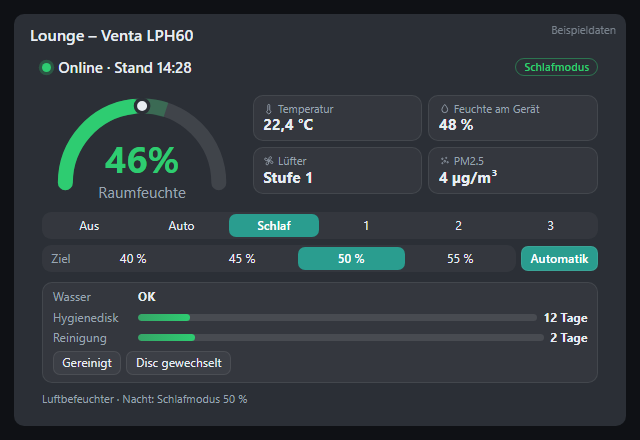 Lounge – Venta LPH60
Beispieldaten
Online · Stand 14:28
Schlafmodus
46%
Raumfeuchte
Temperatur
22,4 °C
Feuchte am Gerät
48 %
Lüfter
Stufe 1
PM2.5
4 µg/m³
Aus Auto Schlaf 1 2 3
Ziel 40 % 45 % 50 % 55 % Automatik
Wasser OK
Hygienedisk 12 Tage
Reinigung 2 Tage
Gereinigt Disc gewechselt
Luftbefeuchter · Nacht: Schlafmodus 50 %